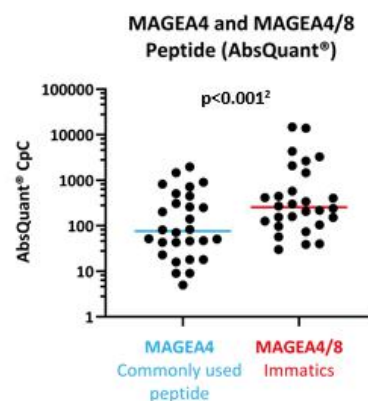 MAGEA4 and MAGEA4/8
Peptide (AbsQuant®)
p<0.001²
AbsQuant® CpC
100000
10000
1000
100
10
1
MAGEA4
Commonly used
peptide
MAGEA4/8
Immatics